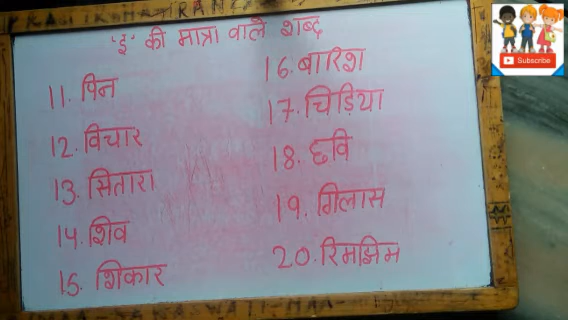 "इ" की मात्रा वाले शब्द
11. पिन
12. विचार
13. सितारा
14. शिव
15. शिकार
16. बारिश
17. चिड़िया
18. छवि
19. गिलास
20. रिमझिम
Subscribe